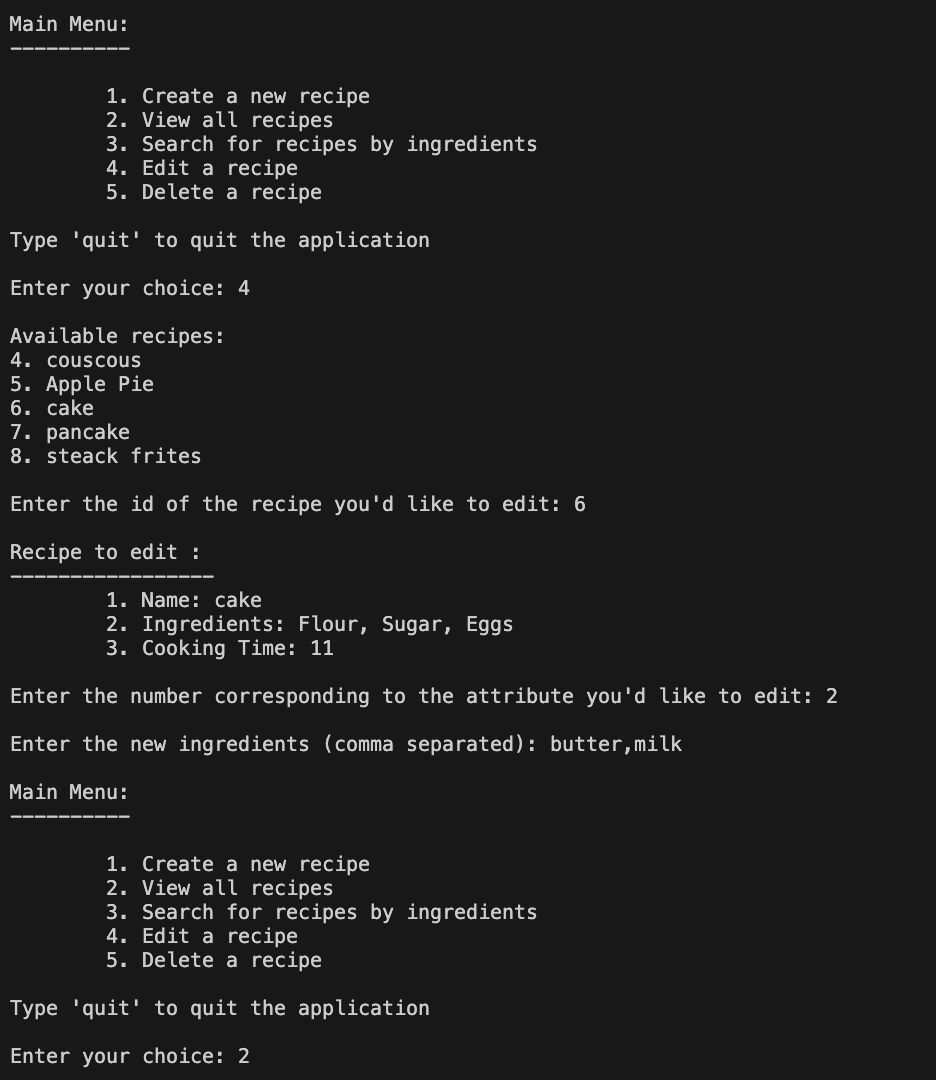 Main Menu:
----------
1. Create a new recipe
2. View all recipes
3. Search for recipes by ingredients
4. Edit a recipe
5. Delete a recipe
Type 'quit' to quit the application
Enter your choice: 4
Available recipes:
4. couscous
5. Apple Pie
6. cake
7. pancake
8. steack frites
Enter the id of the recipe you'd like to edit: 6
Recipe to edit :
-----------------
1. Name: cake
2. Ingredients: Flour, Sugar, Eggs
3. Cooking Time: 11
Enter the number corresponding to the attribute you'd like to edit: 2
Enter the new ingredients (comma separated): butter,milk
Main Menu:
----------
1. Create a new recipe
2. View all recipes
3. Search for recipes by ingredients
4. Edit a recipe
5. Delete a recipe
Type 'quit' to quit the application
Enter your choice: 2